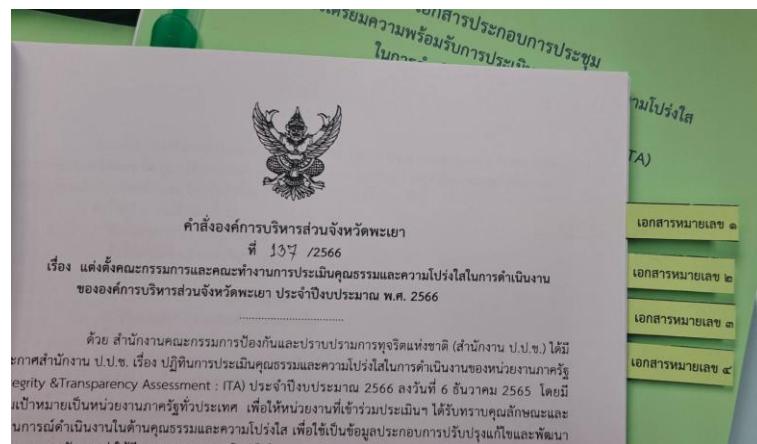 เอกสารประกอบการประชุม
เตรียมความพร้อมรับการประเมิน
ความโปร่งใส
คำสั่งองค์การบริหารส่วนจังหวัดพะเยา
ที่ 137 /2566
เรื่อง แต่งตั้งคณะกรรมการและคณะทำงานการประเมินคุณธรรมและความโปร่งใสในการดำเนินงาน
ขององค์การบริหารส่วนจังหวัดพะเยา ประจำปีงบประมาณ พ.ศ. 2566
ด้วย สำนักงานคณะกรรมการป้องกันและปราบปรามการทุจริตแห่งชาติ (สำนักงาน ป.ป.ช.) ได้มี
ประกาศสำนักงาน ป.ป.ช. เรื่อง ปฏิทินการประเมินคุณธรรมและความโปร่งใสในการดำเนินงานของหน่วยงานภาครัฐ
egrity &Transparency Assessment : ITA) ประจำปีงบประมาณ 2566 ลงวันที่ 6 ธันวาคม 2565 โดยมี
เป้าหมายเป็นหน่วยงานภาครัฐทั่วประเทศ เพื่อให้หน่วยงานที่เข้าร่วมประเมินฯ ได้รับทราบคุณลักษณะและ
นการณ์ดำเนินงานในด้านคุณธรรมและความโปร่งใส เพื่อใช้เป็นข้อมูลประกอบการปรับปรุงแก้ไขและพัฒนา
TA)
เอกสารหมายเลข ๑
เอกสารหมายเลข ๒
เอกสารหมายเลข ๓
เอกสารหมายเลข ๔